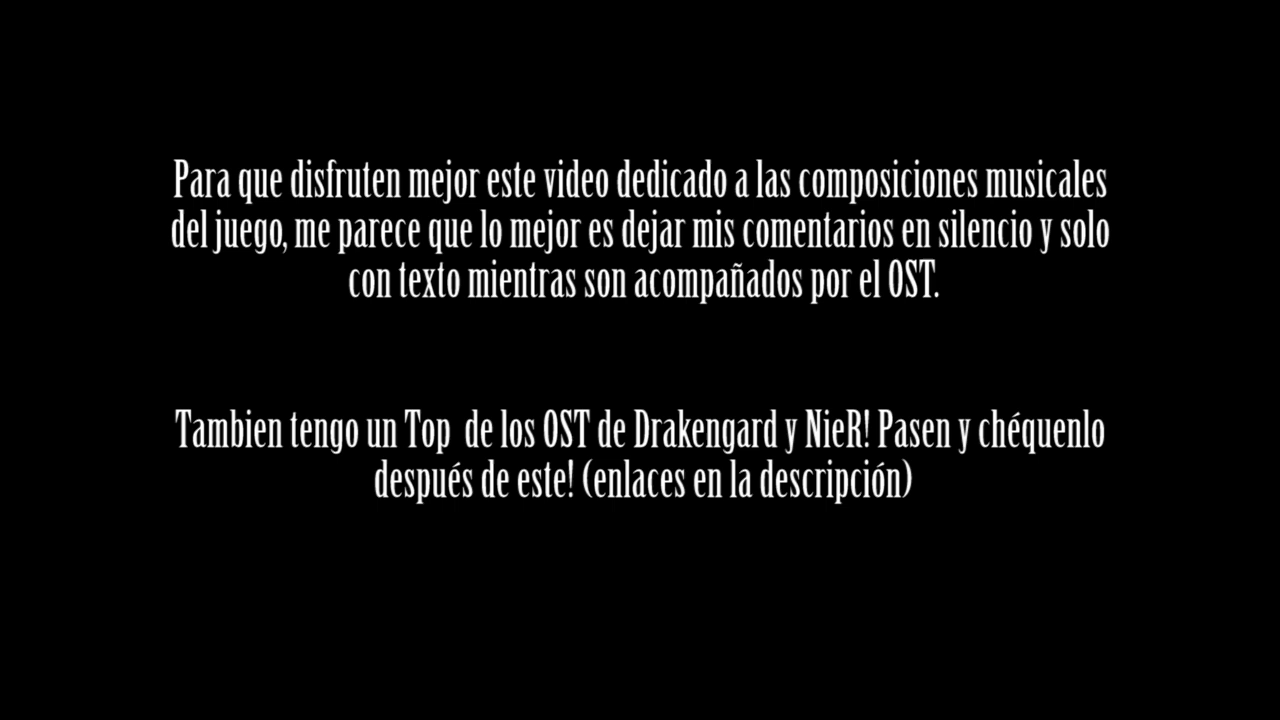 Para que disfruten mejor este video dedicado a las composiciones musicales
del juego, me parece que lo mejor es dejar mis comentarios en silencio y solo
con texto mientras son acompañados por el OST.
Tambien tengo un Top  de los OST de Drakengard y NieR! Pasen y chéquenlo
después de este! (enlaces en la descripción)